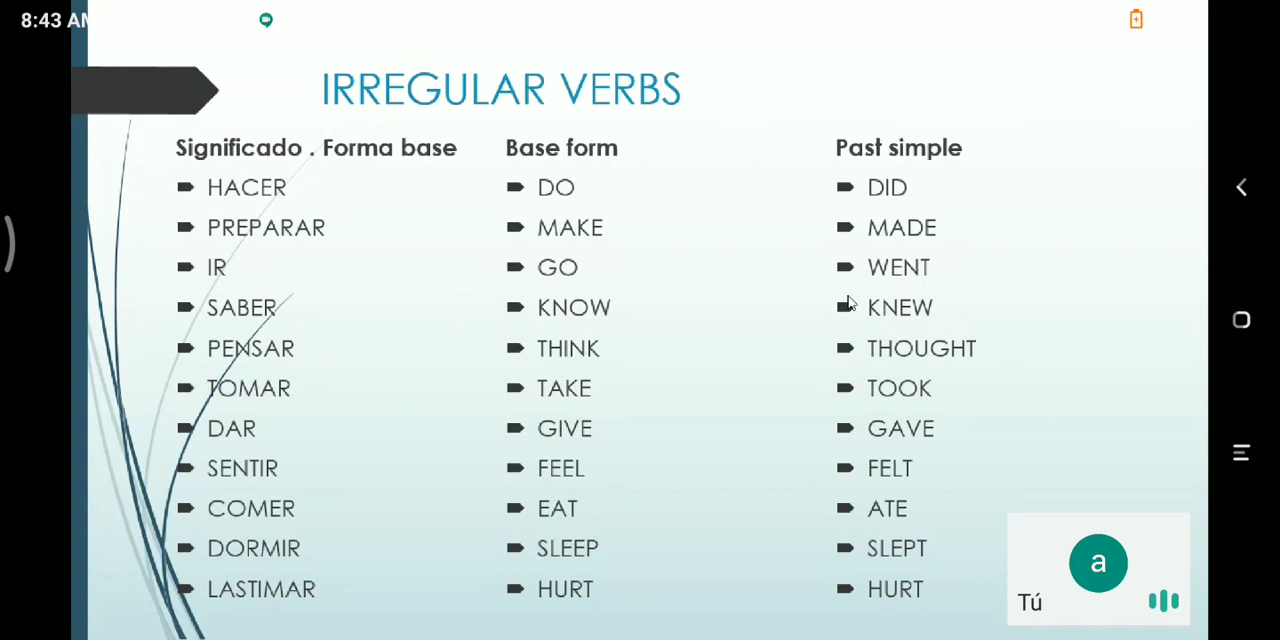 8:43 AM
IRREGULAR VERBS
Significado . Forma base Base form Past simple
HACER DO DID
PREPARAR MAKE MADE
IR GO WENT
SABER KNOW KNEW
PENSAR THINK THOUGHT
TOMAR TAKE TOOK
DAR GIVE GAVE
SENTIR FEEL FELT
COMER EAT ATE
DORMIR SLEEP SLEPT
LASTIMAR HURT HURT
a
Tú